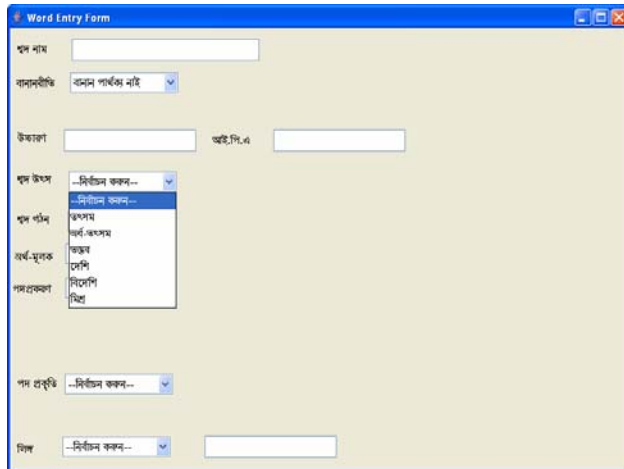 Word Entry Form
শব্দ নাম
বানানরীতি বানান পার্থক্য নাই
উচ্চারণ আই.পি.এ
শব্দ উৎস --নির্বাচন করুন--
--নির্বাচন করুন--
তৎসম
শব্দ গঠন
অর্ধ-তৎসম
তদ্ভব
অর্থ-মূলক
দেশি
বিদেশি
পদপ্রকরণ
মিশ্র
পদ প্রকৃতি --নির্বাচন করুন--
লিঙ্গ --নির্বাচন করুন--